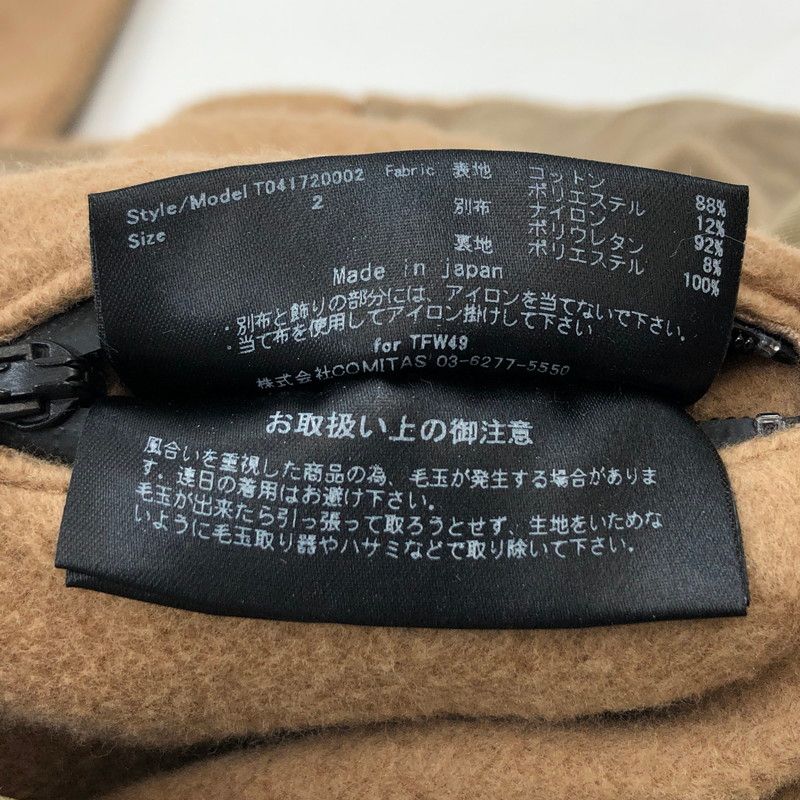 Style/Model T041720002
Size 2
Fabric 表地 コットン 88%
ポリエステル 12%
別布 ナイロン 92%
ポリウレタン 8%
裏地 ポリエステル 100%
Made in japan
・別布と飾りの部分には、アイロンを当てないで下さい。
・当て布を使用してアイロン掛けして下さい
for TFW49
株式会社COMITAS 03-6277-5550
お取扱い上の御注意
風合いを重視した商品の為、毛玉が発生する場合がありま
す。連日の着用はお避け下さい。
毛玉が出来たら引っ張って取ろうとせず、生地をいためな
いように毛玉取り器やハサミなどで取り除いて下さい。